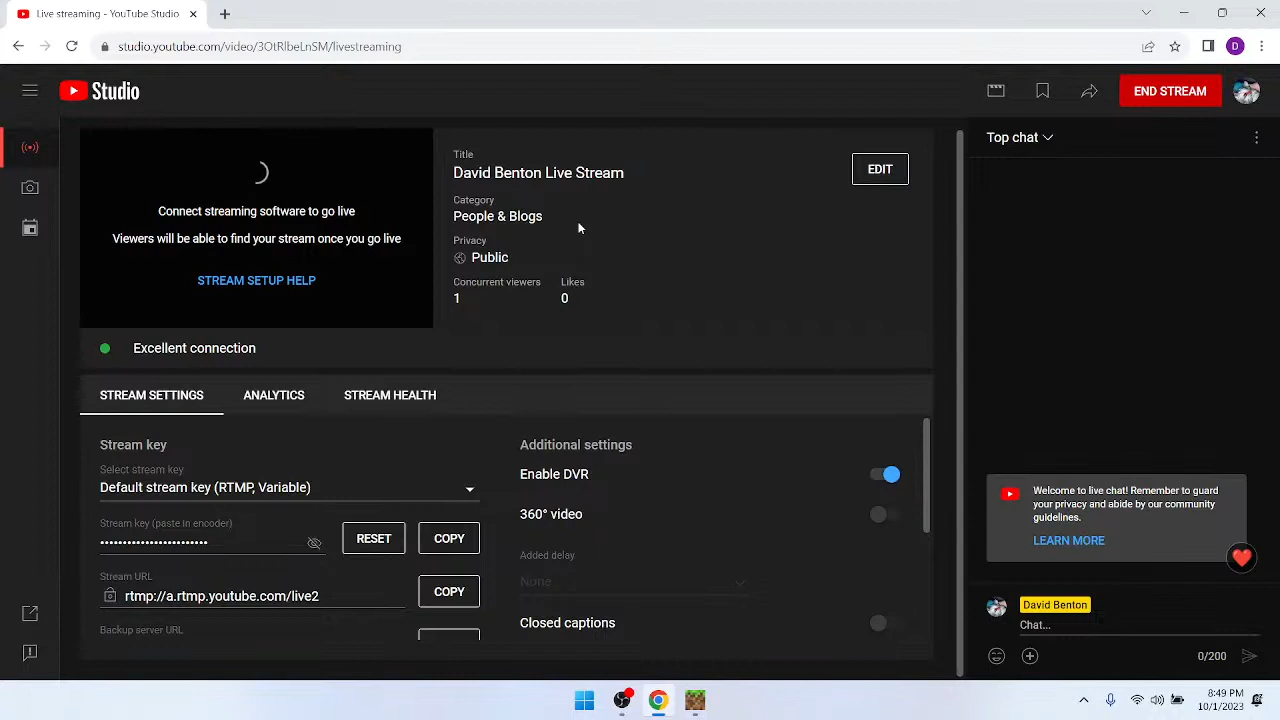 Live streaming - YouTube Studio
studio.youtube.com/video/3OtRlbeLnSM/livestreaming
D
Studio
END STREAM
Connect streaming software to go live
Viewers will be able to find your stream once you go live
STREAM SETUP HELP
Title
David Benton Live Stream
EDIT
Category
People & Blogs
Privacy
Public
Concurrent viewers
Likes
1
0
Excellent connection
STREAM SETTINGS
ANALYTICS
STREAM HEALTH
Stream key
Select stream key
Default stream key (RTMP, Variable)
Stream key (paste in encoder)
••••••••••••••••••••••••
RESET
COPY
Stream URL
rtmp://a.rtmp.youtube.com/live2
COPY
Backup server URL
Additional settings
Enable DVR
360° video
Added delay
None
Closed captions
Top chat
Welcome to live chat! Remember to guard
your privacy and abide by our community
guidelines.
LEARN MORE
David Benton
Chat...
0/200
8:49 PM
10/1/2023